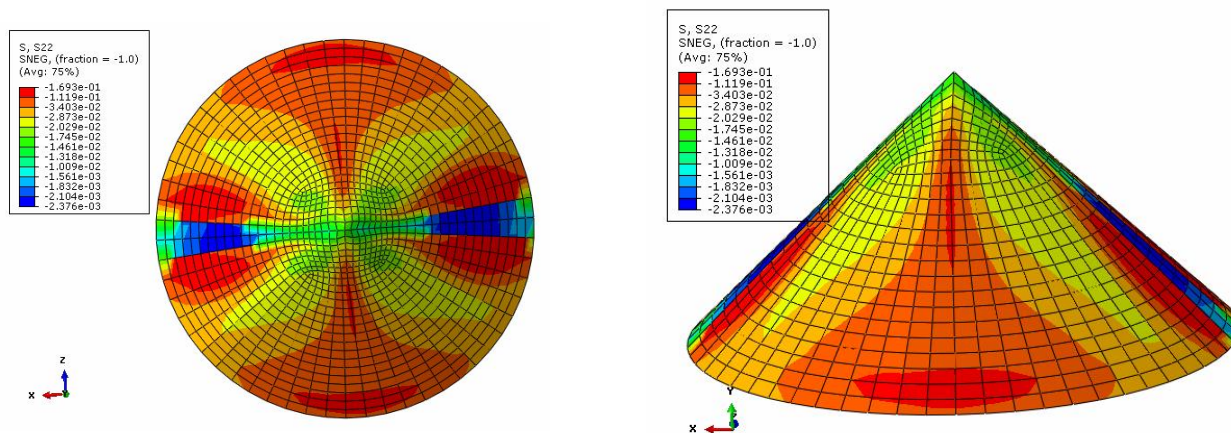 S, S22
SNEG, (fraction = -1.0)
(Avg: 75%)
-1.693e-01
-1.119e-01
-3.403e-02
-2.873e-02
-2.029e-02
-1.745e-02
-1.461e-02
-1.318e-02
-1.009e-02
-1.561e-03
-1.832e-03
-2.104e-03
-2.376e-03
Z
X
S, S22
SNEG, (fraction = -1.0)
(Avg: 75%)
-1.693e-01
-1.119e-01
-3.403e-02
-2.873e-02
-2.029e-02
-1.745e-02
-1.461e-02
-1.318e-02
-1.009e-02
-1.561e-03
-1.832e-03
-2.104e-03
-2.376e-03
Y
X